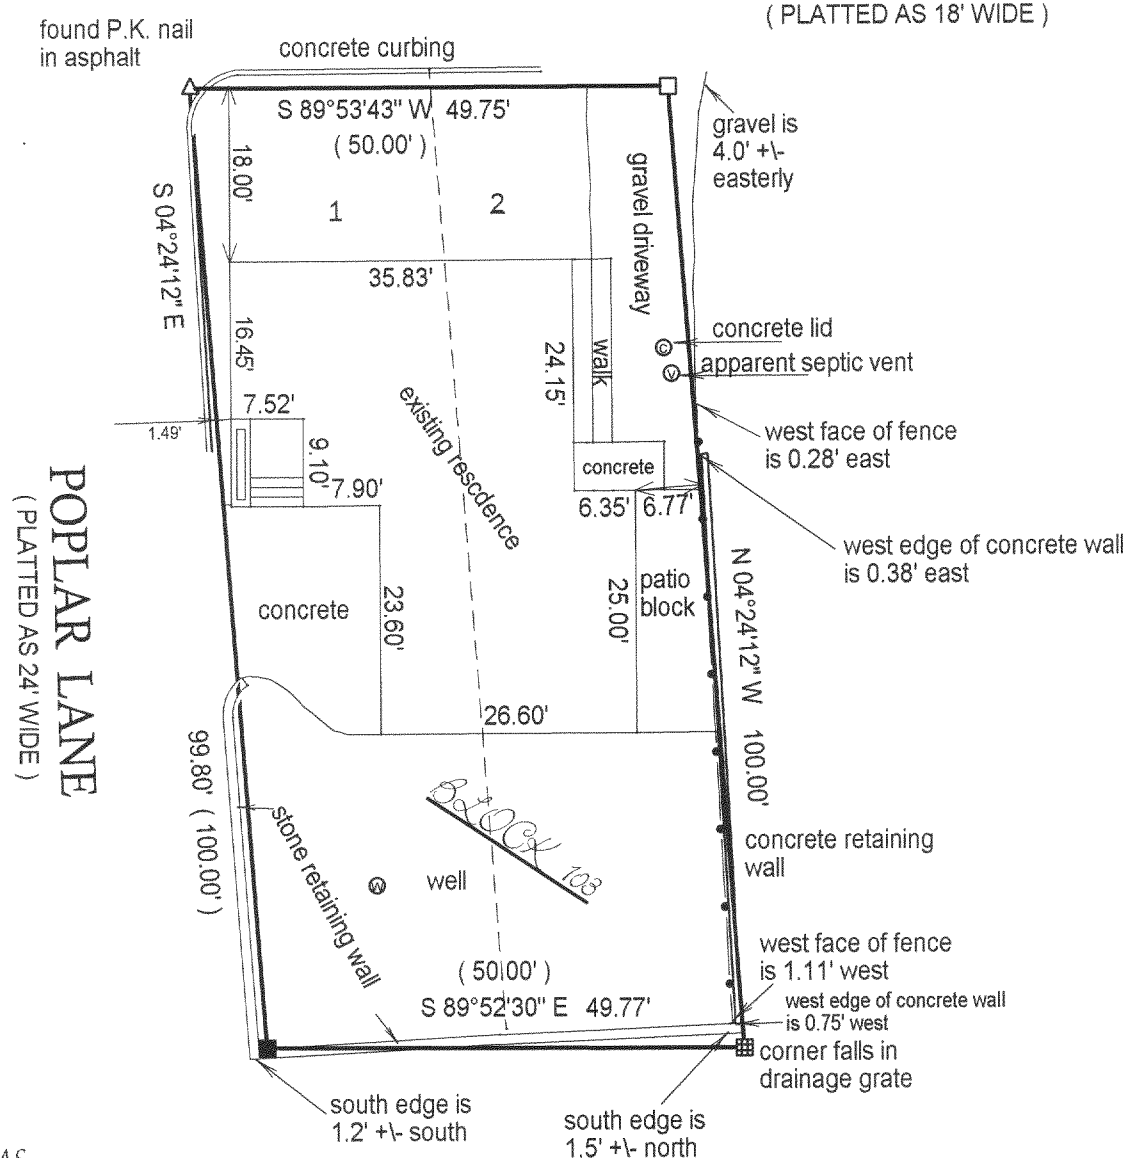 ( PLATTED AS 18' WIDE )
found P.K. nail
in asphalt
concrete curbing
S 89°53'43" W 49.75'
( 50.00' )
gravel is
4.0' +\-
easterly
18.00'
1
2
gravel driveway
S 04°24'12" E
35.83'
16.45'
24.15'
walk
C
concrete lid
V
apparent septic vent
existing rescdence
7.52'
1.49'
9.10'
7.90'
concrete
west face of fence
is 0.28' east
6.35'
6.77'
west edge of concrete wall
is 0.38' east
POPLAR LANE
( PLATTED AS 24' WIDE )
concrete
23.60'
25.00'
patio
block
N 04°24'12" W 100.00'
26.60'
99.80' ( 100.00' )
stone retaining wall
BLOCK 103
W
well
concrete retaining
wall
( 50.00' )
S 89°52'30" E 49.77'
west face of fence
is 1.11' west
west edge of concrete wall
is 0.75' west
corner falls in
drainage grate
south edge is
1.2' +\- south
south edge is
1.5' +\- north